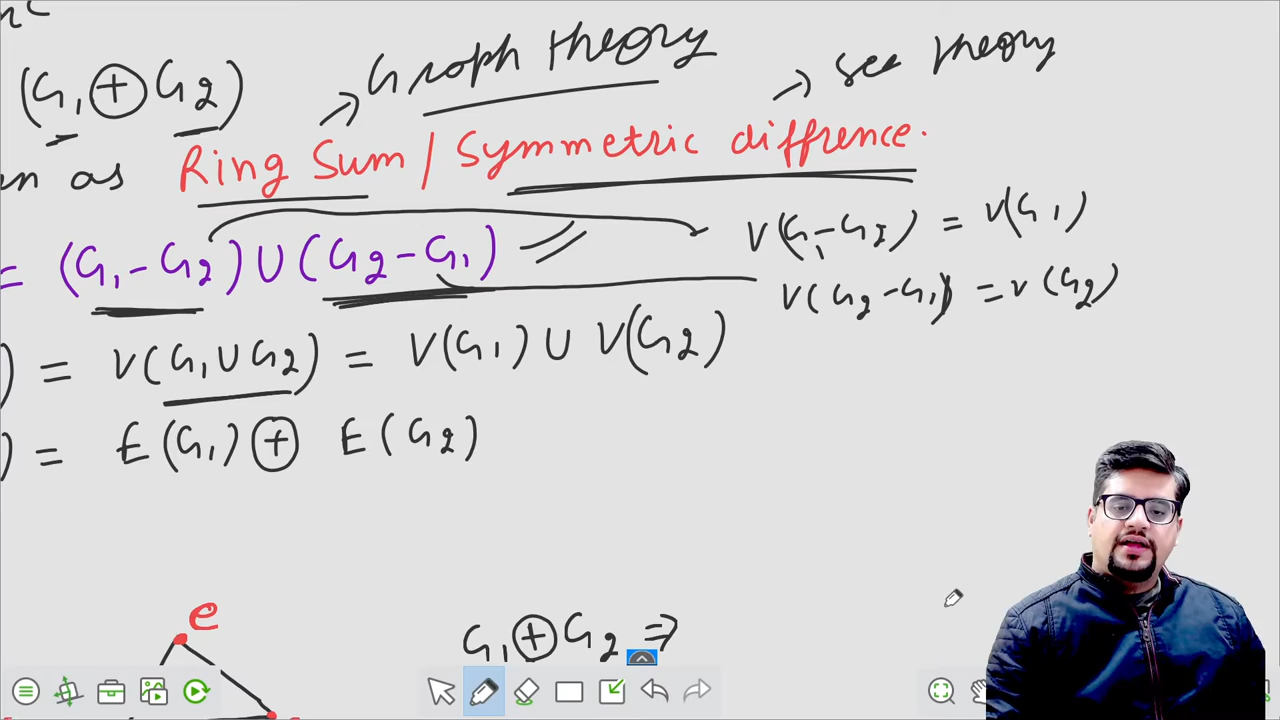 (G₁ ⊕ G₂) → Graph theory → See theory
as Ring Sum / Symmetric diffrence.
= (G₁ - G₂) ∪ (G₂ - G₁) V(G₁ - G₂) = V(G₁)
V(G₂ - G₁) = V(G₂)
) = V(G₁ ∪ G₂) = V(G₁) ∪ V(G₂)
) = E(G₁) ⊕ E(G₂)
e
G₁ ⊕ G₂ ⇒